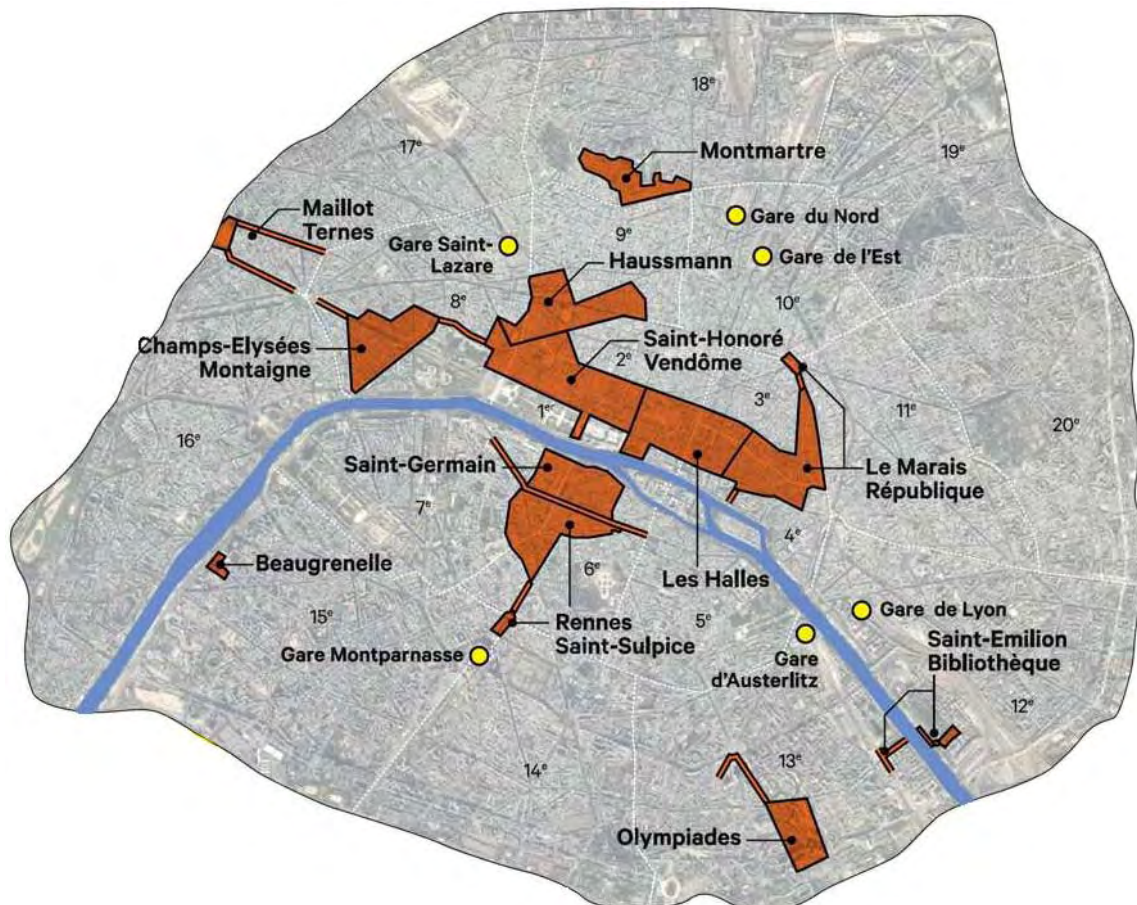 18e
Montmartre
17e
19e
Maillot
Ternes
Gare du Nord
9e
Gare Saint-
Lazare
Haussmann
Gare de l'Est
8e
10e
Champs-Elysées
Montaigne
Saint-Honoré
Vendôme
2e
3e
1er
11e
20e
16e
Saint-Germain
Le Marais
République
7e
4e
Beaugrenelle
6e
Les Halles
15e
5e
Gare de Lyon
Rennes
Saint-Sulpice
Gare Montparnasse
Gare
d'Austerlitz
Saint-Emilion
Bibliothèque
12e
14e
13e
Olympiades